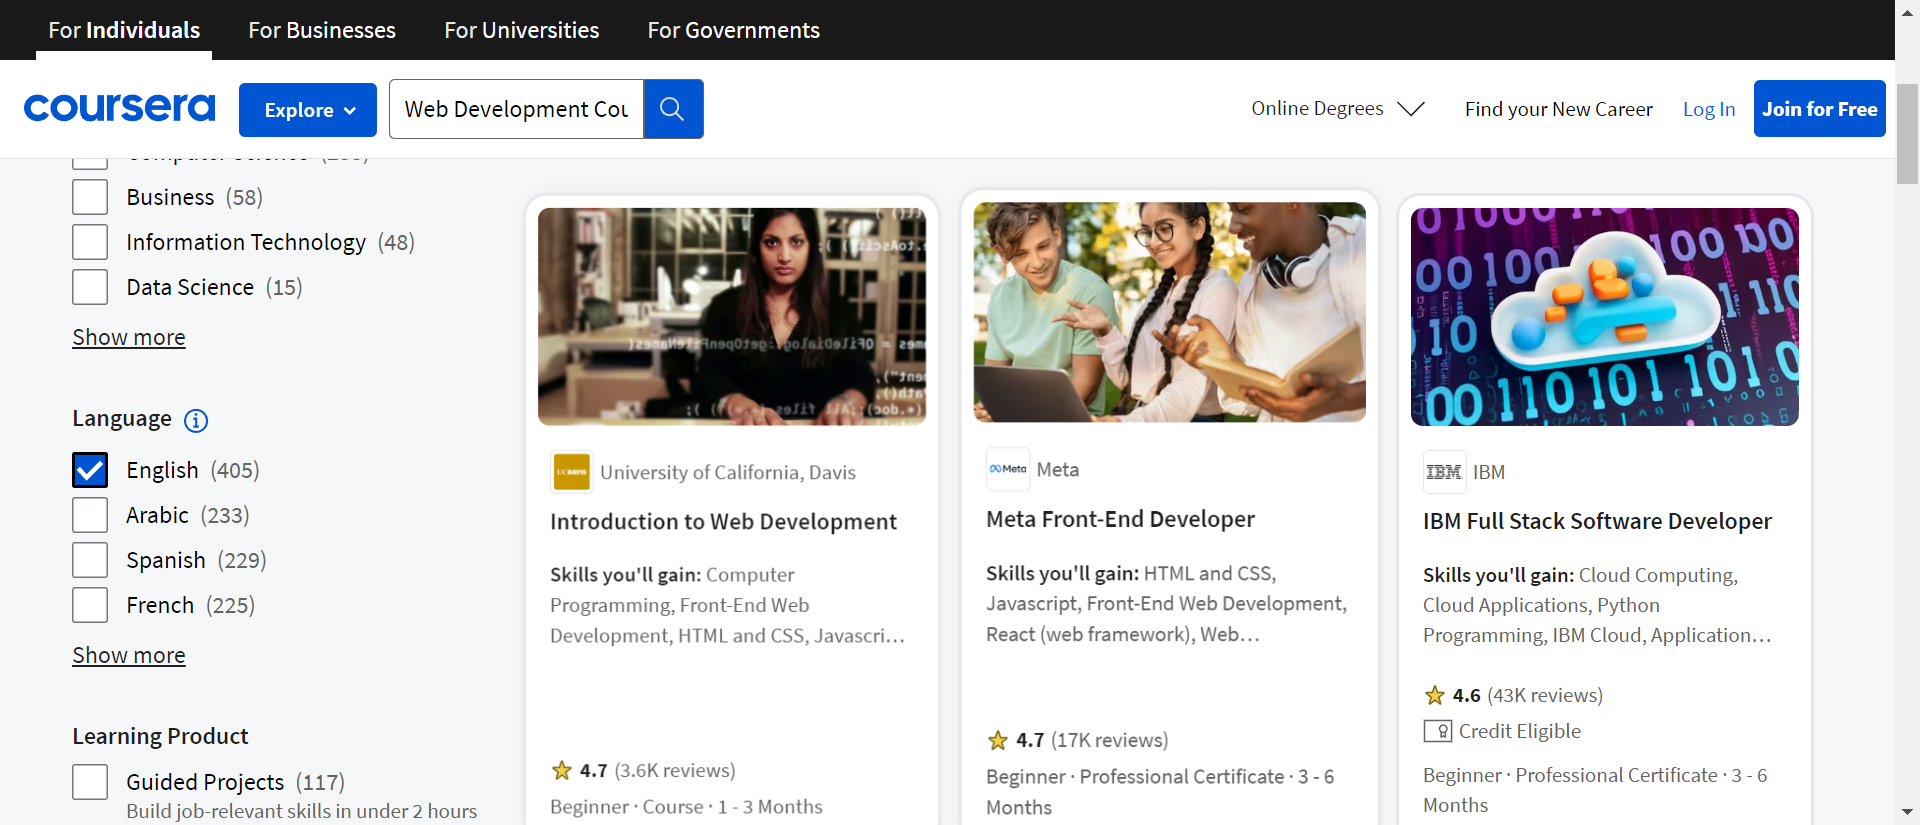 For Individuals
For Businesses
For Universities
For Governments
coursera
Explore
Web Development Cou
Online Degrees
Find your New Career
Log In
Join for Free
Business (58)
Information Technology (48)
Data Science (15)
Show more
Language
English (405)
Arabic (233)
Spanish (229)
French (225)
Show more
Learning Product
Guided Projects (117)
Build job-relevant skills in under 2 hours
UC DAVIS
University of California, Davis
Introduction to Web Development
Skills you'll gain: Computer
Programming, Front-End Web
Development, HTML and CSS, Javascri...
4.7 (3.6K reviews)
Beginner · Course · 1 - 3 Months
Meta
Meta
Meta Front-End Developer
Skills you'll gain: HTML and CSS,
Javascript, Front-End Web Development,
React (web framework), Web...
4.7 (17K reviews)
Beginner · Professional Certificate · 3 - 6
Months
IBM
IBM
IBM Full Stack Software Developer
Skills you'll gain: Cloud Computing,
Cloud Applications, Python
Programming, IBM Cloud, Application...
4.6 (43K reviews)
Credit Eligible
Beginner · Professional Certificate · 3 - 6
Months